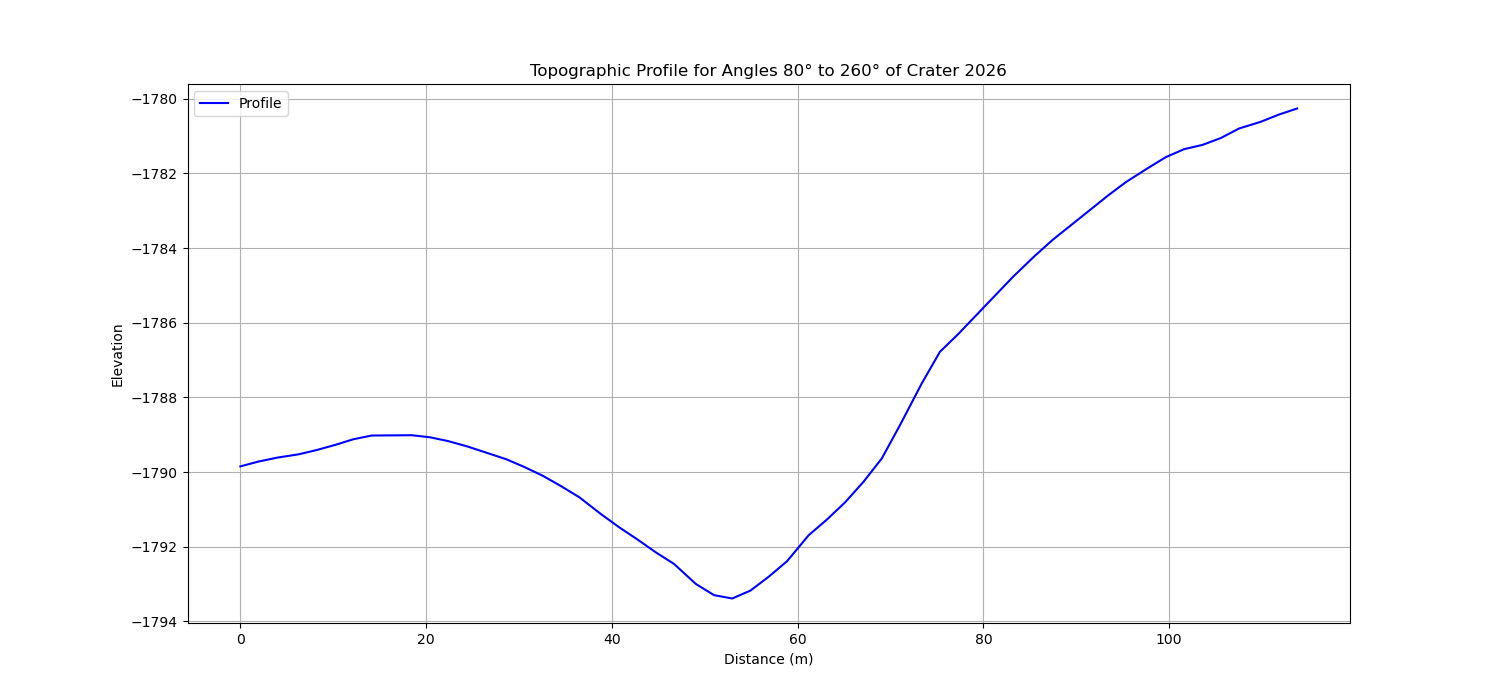 Topographic Profile for Angles 80° to 260° of Crater 2026
Profile
−1780
−1782
−1784
−1786
−1788
−1790
−1792
−1794
Elevation
0 20 40 60 80 100
Distance (m)